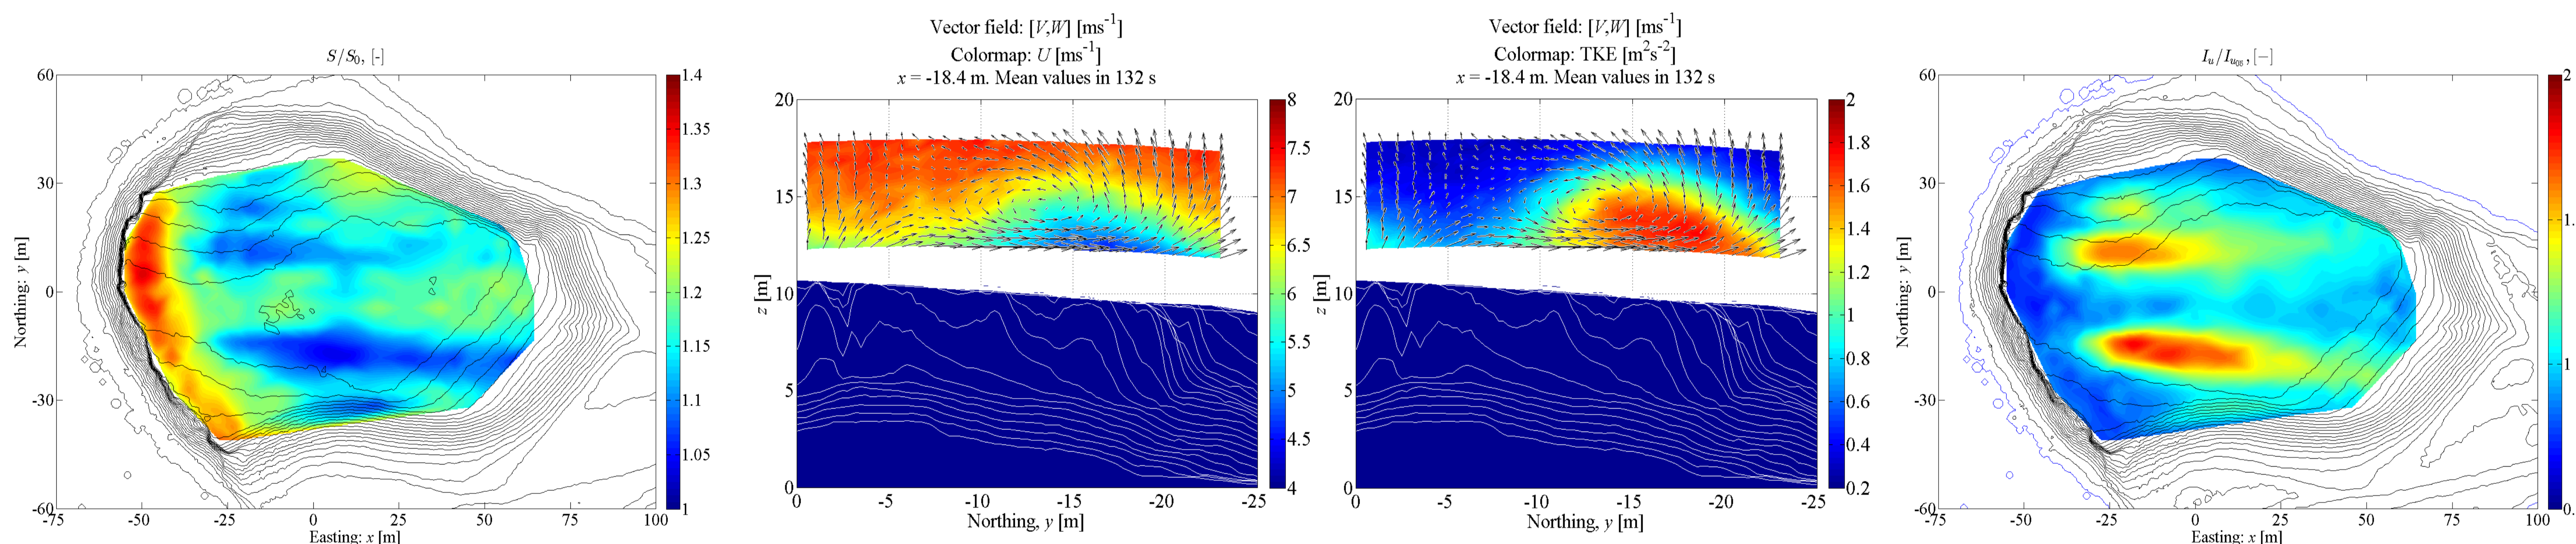 S/S₀, [-]
60
30
0
-30
-60
Northing: y [m]
-75 -50 -25 0 25 50 75 100
Easting: x [m]
1.4
1.35
1.3
1.25
1.2
1.15
1.1
1.05
1
Vector field: [V,W] [ms⁻¹]
Colormap: U [ms⁻¹]
x = -18.4 m. Mean values in 132 s
20
15
10
5
0
z [m]
0 -5 -10 -15 -20 -25
Northing, y [m]
8
7.5
7
6.5
6
5.5
5
4.5
4
Vector field: [V,W] [ms⁻¹]
Colormap: TKE [m²s⁻²]
x = -18.4 m. Mean values in 132 s
20
15
10
5
0
z [m]
0 -5 -10 -15 -20 -25
Northing, y [m]
2
1.8
1.6
1.4
1.2
1
0.8
0.6
0.4
0.2
Iᵤ/Iᵤ₀₅, [−]
60
30
0
-30
-60
Northing: y [m]
-75 -50 -25 0 25 50 75 100
Easting: x [m]
2
1.
1
0.